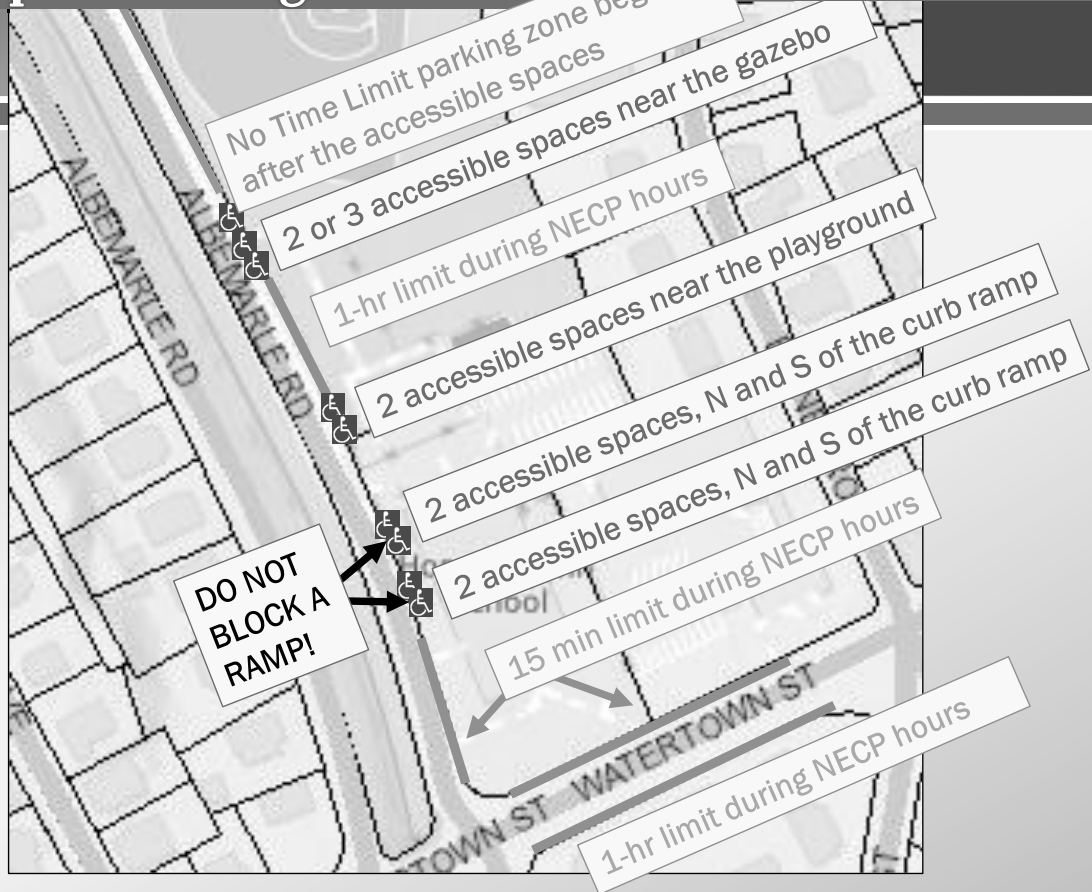 No Time Limit parking zone beg
after the accessible spaces
2 or 3 accessible spaces near the gazebo
1-hr limit during NECP hours
2 accessible spaces near the playground
2 accessible spaces, N and S of the curb ramp
2 accessible spaces, N and S of the curb ramp
15 min limit during NECP hours
1-hr limit during NECP hours
DO NOT
BLOCK A
RAMP!
ALBEMARLE RD
ALBEMARLE RD
WATERTOWN ST
TOWN ST